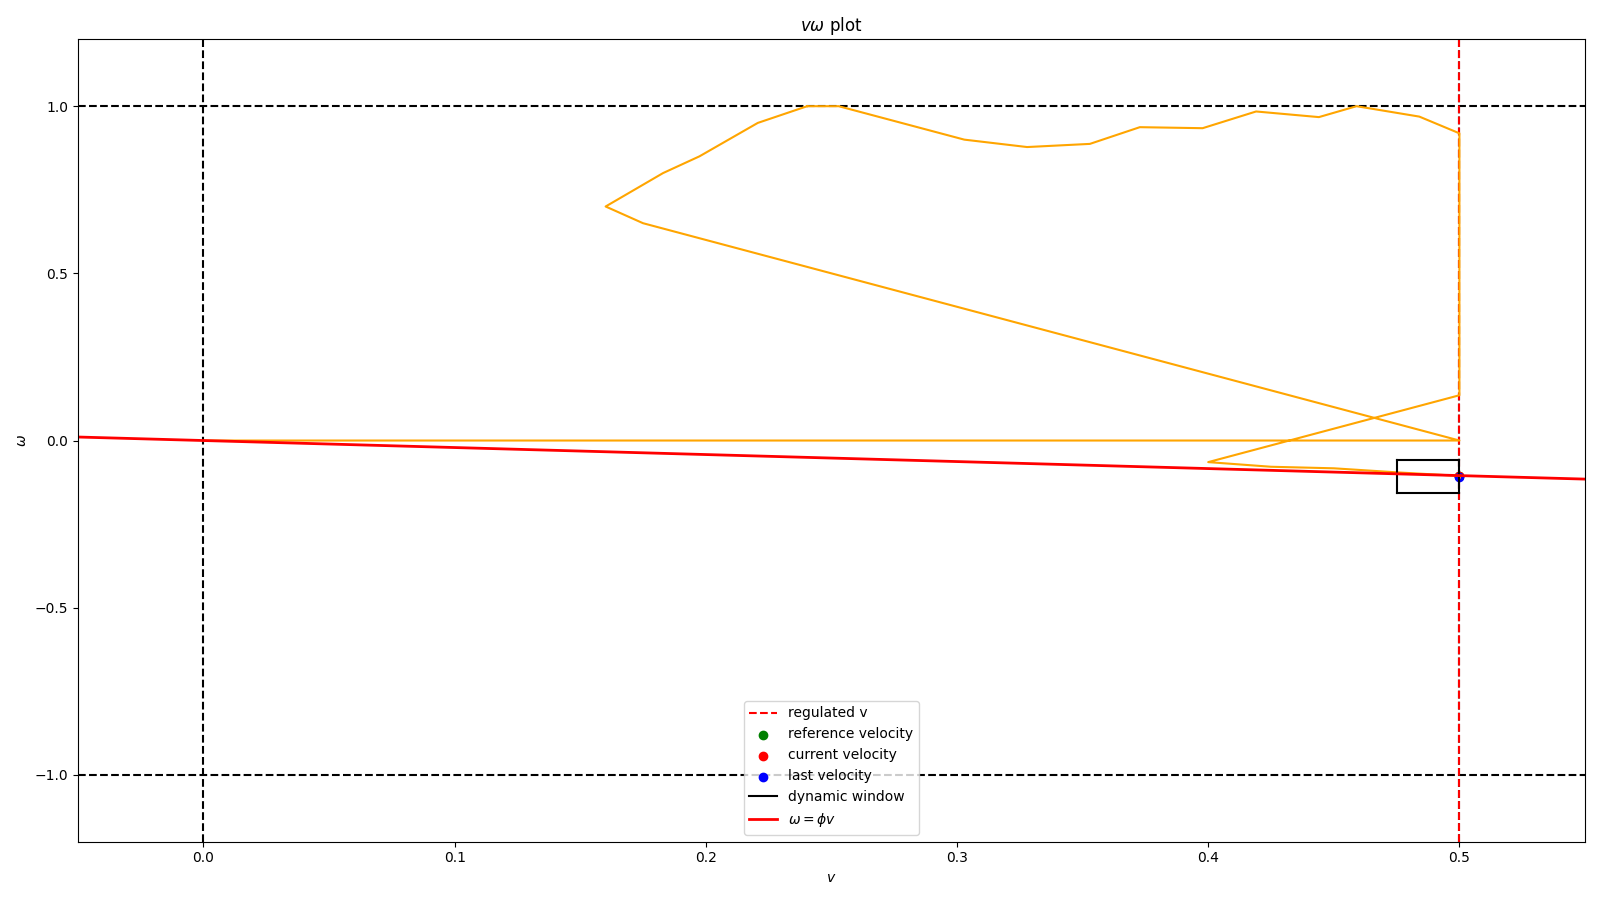 vω plot
1.0
0.5
0.0
−0.5
−1.0
ω
0.0
0.1
0.2
0.3
0.4
0.5
v
regulated v
reference velocity
current velocity
last velocity
dynamic window
ω = ϕv